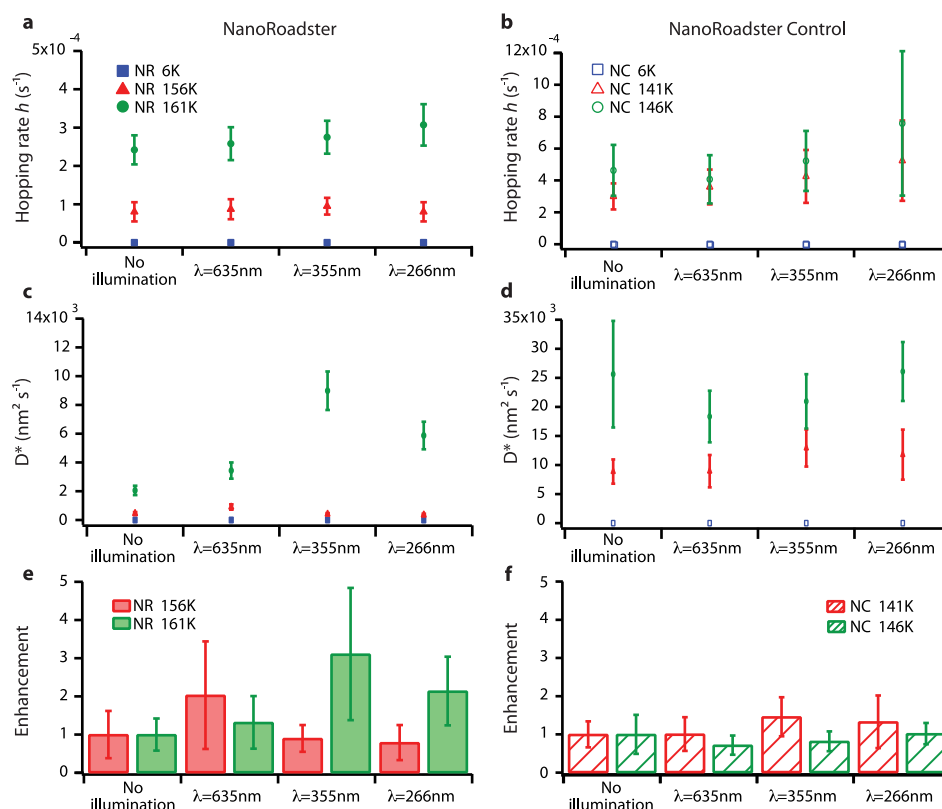 a NanoRoadster
5x10⁻⁴
4
3
2
1
0
Hopping rate h (s⁻¹)
NR 6K
NR 156K
NR 161K
No illumination
λ=635nm
λ=355nm
λ=266nm
b NanoRoadster Control
12x10⁻⁴
10
8
6
4
2
0
Hopping rate h (s⁻¹)
NC 6K
NC 141K
NC 146K
No illumination
λ=635nm
λ=355nm
λ=266nm
c
14x10³
12
10
8
6
4
2
0
D* (nm² s⁻¹)
No illumination
λ=635nm
λ=355nm
λ=266nm
d
35x10³
30
25
20
15
10
5
0
D* (nm² s⁻¹)
No illumination
λ=635nm
λ=355nm
λ=266nm
e
5
4
3
2
1
0
Enhancement
NR 156K
NR 161K
No illumination
λ=635nm
λ=355nm
λ=266nm
f
5
4
3
2
1
0
Enhancement
NC 141K
NC 146K
No illumination
λ=635nm
λ=355nm
λ=266nm